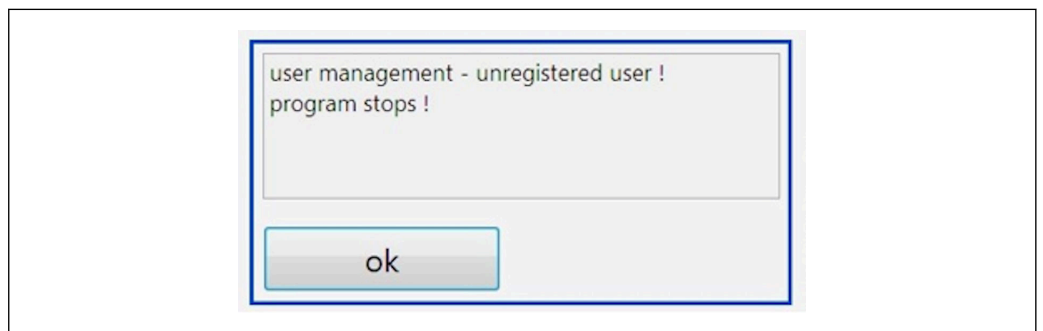 user management - unregistered user !
program stops !
ok